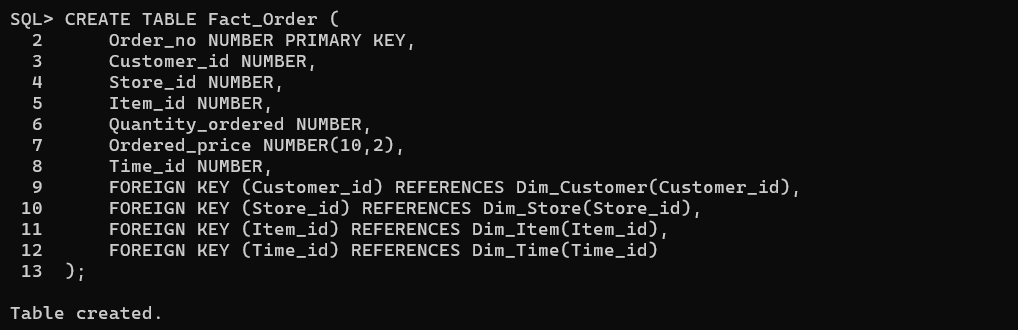 SQL> CREATE TABLE Fact_Order (
  2      Order_no NUMBER PRIMARY KEY,
  3      Customer_id NUMBER,
  4      Store_id NUMBER,
  5      Item_id NUMBER,
  6      Quantity_ordered NUMBER,
  7      Ordered_price NUMBER(10,2),
  8      Time_id NUMBER,
  9      FOREIGN KEY (Customer_id) REFERENCES Dim_Customer(Customer_id),
 10      FOREIGN KEY (Store_id) REFERENCES Dim_Store(Store_id),
 11      FOREIGN KEY (Item_id) REFERENCES Dim_Item(Item_id),
 12      FOREIGN KEY (Time_id) REFERENCES Dim_Time(Time_id)
 13  );

Table created.